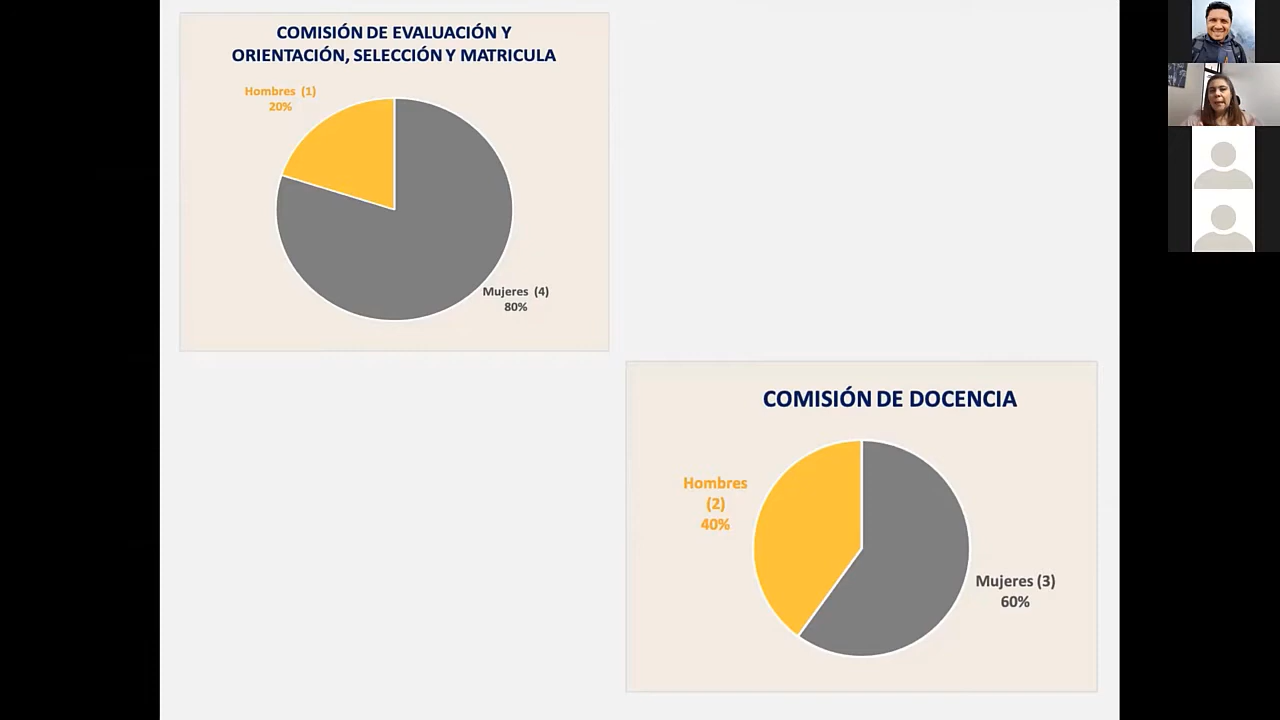 COMISIÓN DE EVALUACIÓN Y
ORIENTACIÓN, SELECCIÓN Y MATRICULA
Hombres (1)
20%
Mujeres (4)
80%
COMISIÓN DE DOCENCIA
Hombres
(2)
40%
Mujeres (3)
60%